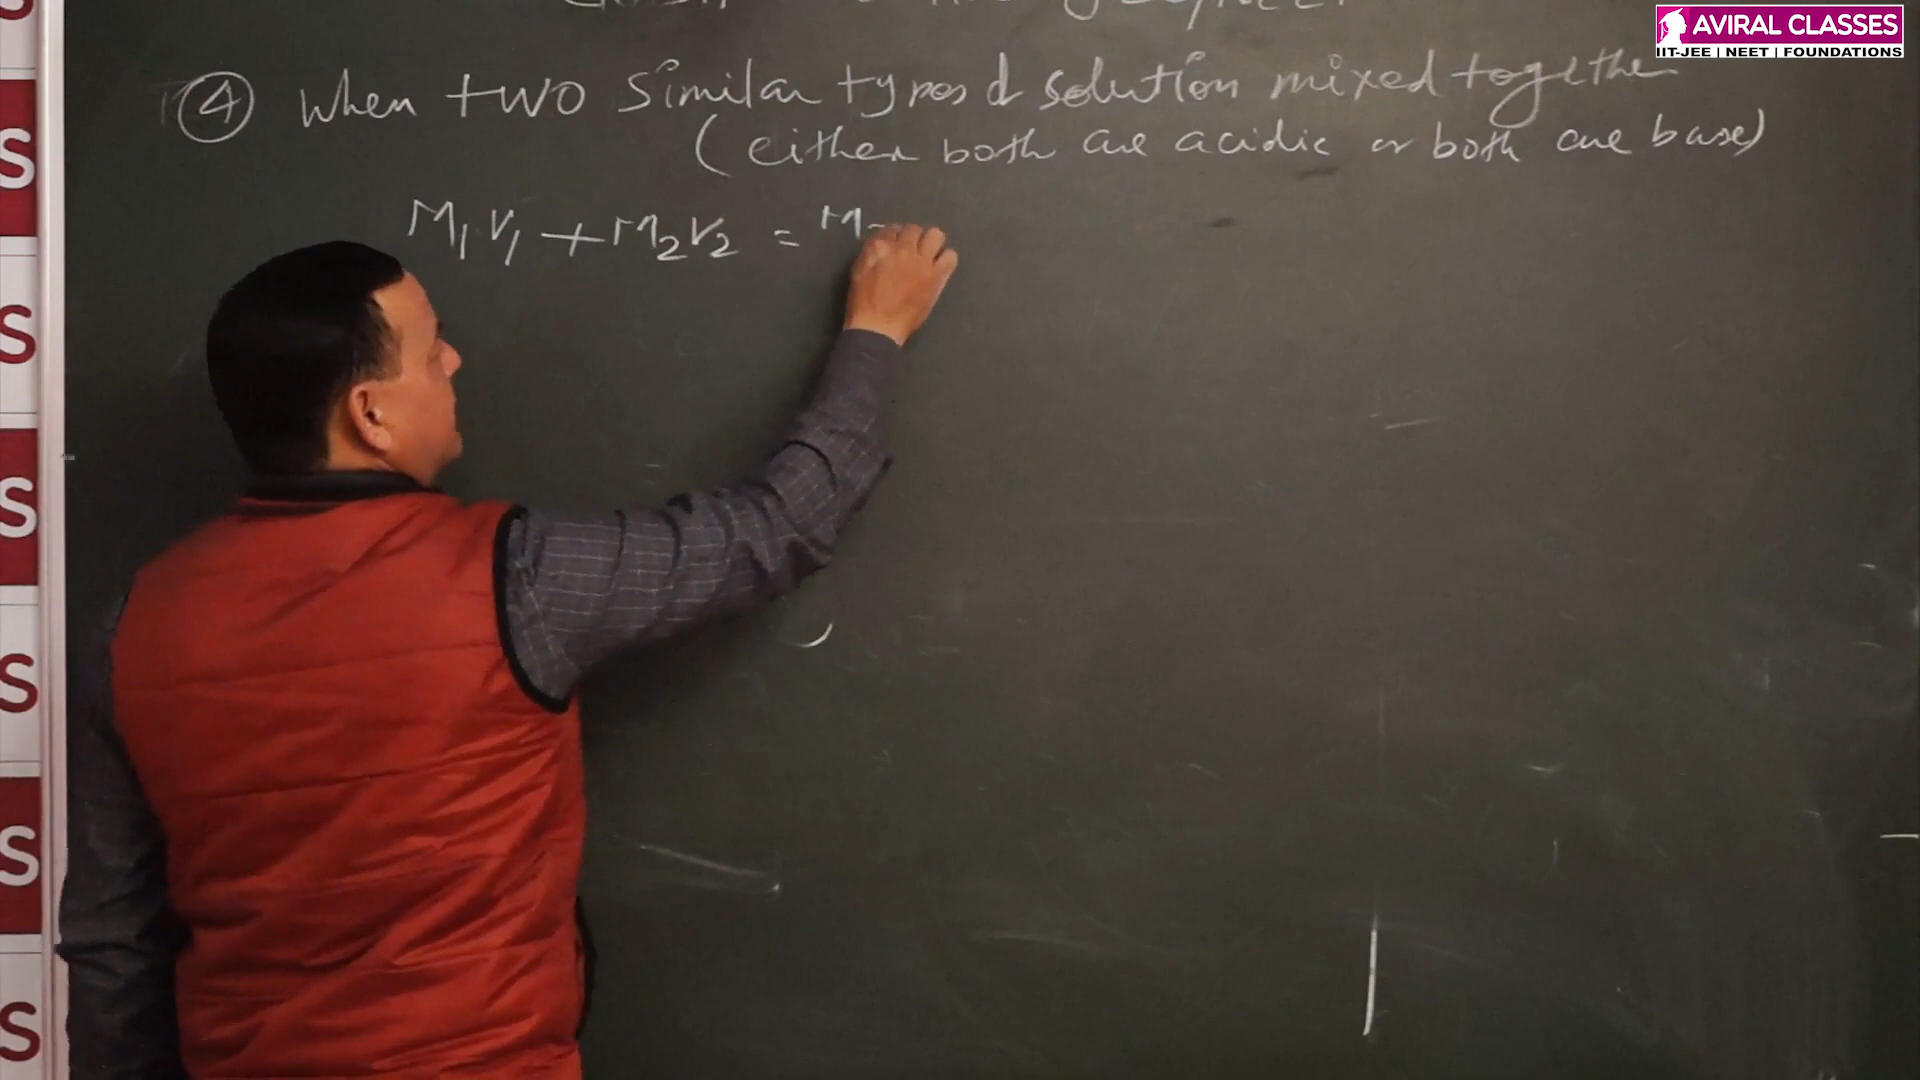 AVIRAL CLASSES
IIT-JEE | NEET | FOUNDATIONS
④ When two similar types of solution mixed together
(either both are acidic or both are base)
M₁V₁ + M₂V₂ = M
S
S
S
S
S
S